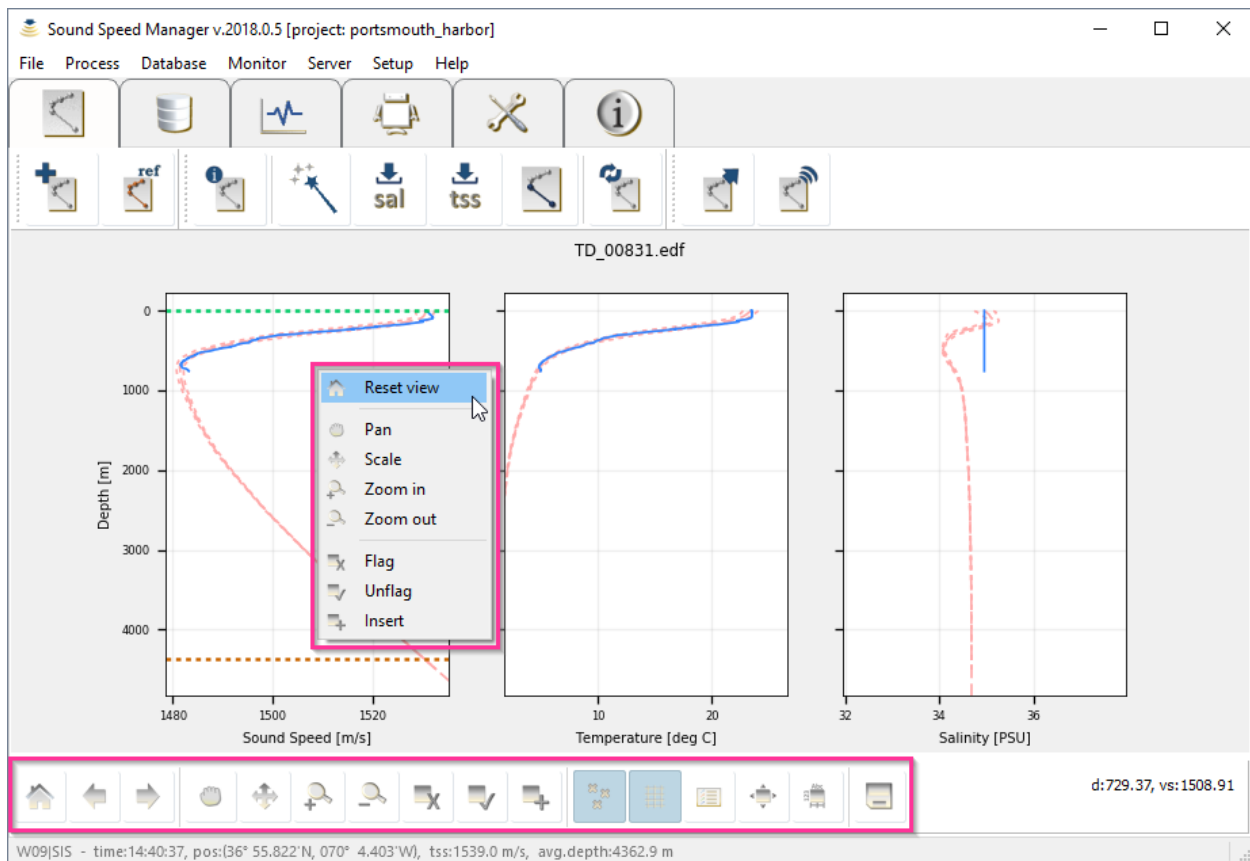 Sound Speed Manager v.2018.0.5 [project: portsmouth_harbor]
File Process Database Monitor Server Setup Help
ref
sal
tss
TD_00831.edf
0
1000
2000
3000
4000
Depth [m]
1480 1500 1520
Sound Speed [m/s]
Reset view
Pan
Scale
Zoom in
Zoom out
Flag
Unflag
Insert
10 20
Temperature [deg C]
32 34 36
Salinity [PSU]
d:729.37, vs:1508.91
W09|SIS - time:14:40:37, pos:(36° 55.822'N, 070° 4.403'W), tss:1539.0 m/s, avg.depth:4362.9 m